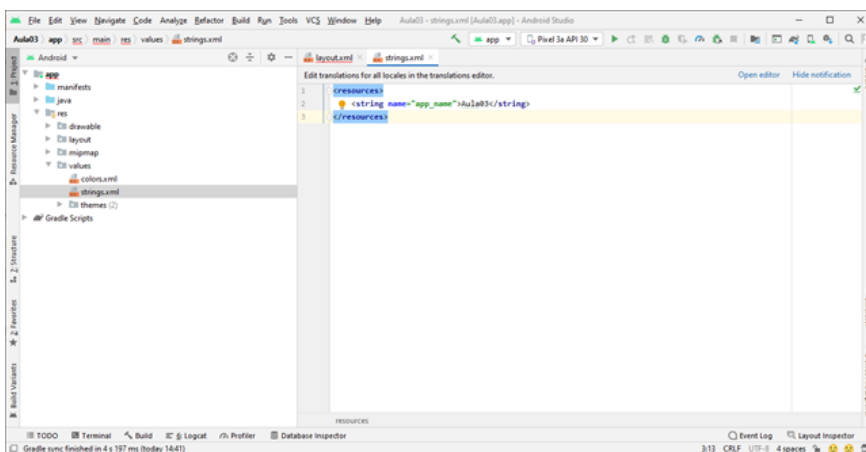 File Edit View Navigate Code Analyze Refactor Build Run Tools VCS Window Help Aula03 - strings.xml [Aula03.app] - Android Studio
Aula03 app src main res values strings.xml app Pixel 3a API 30
Android
layout.xml strings.xml
Edit translations for all locales in the translations editor. Open editor Hide notification
app
manifests
java
res
drawable
layout
mipmap
values
colors.xml
strings.xml
themes (2)
Gradle Scripts
1 <resources>
2 <string name="app_name">Aula03</string>
3 </resources>
1: Project
Resource Manager
Z: Structure
2: Favorites
Build Variants
resources
TODO Terminal Build 6: Logcat Profiler Database Inspector Event Log Layout Inspector
Gradle sync finished in 4 s 197 ms (today 14:41) 3:13 CRLF UTF-8 4 spaces